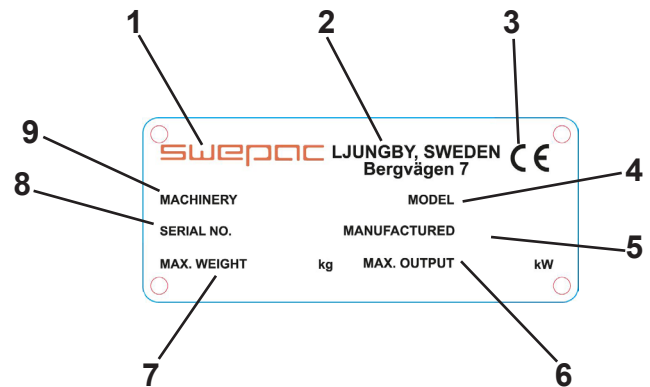 1 2 3
9
swepac LJUNGBY, SWEDEN CE
Bergvägen 7
4
8
MACHINERY MODEL
SERIAL NO. MANUFACTURED
5
MAX. WEIGHT kg MAX. OUTPUT kW
7 6